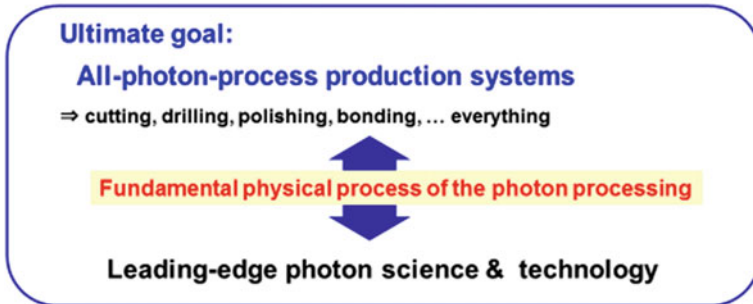 Ultimate goal:
All-photon-process production systems
⇒ cutting, drilling, polishing, bonding, ... everything
Fundamental physical process of the photon processing
Leading-edge photon science & technology